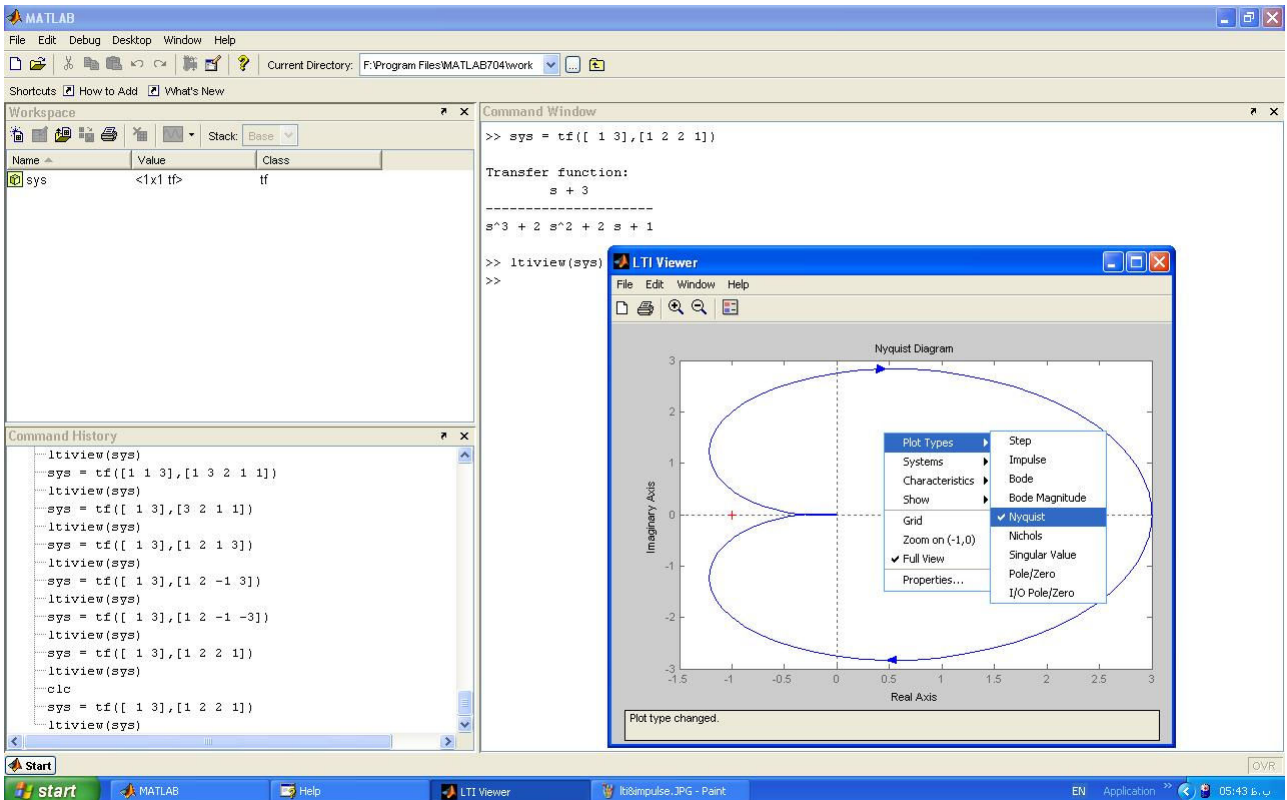 MATLAB
File Edit Debug Desktop Window Help
Current Directory: F:\Program Files\MATLAB704\work
Shortcuts How to Add What's New
Workspace
Stack: Base
Name Value Class
sys <1x1 tf> tf
Command History
ltiview(sys)
sys = tf([1 1 3],[1 3 2 1 1])
ltiview(sys)
sys = tf([ 1 3],[3 2 1 1])
ltiview(sys)
sys = tf([ 1 3],[1 2 1 3])
ltiview(sys)
sys = tf([ 1 3],[1 2 -1 3])
ltiview(sys)
sys = tf([ 1 3],[1 2 -1 -3])
ltiview(sys)
sys = tf([ 1 3],[1 2 2 1])
ltiview(sys)
clc
sys = tf([ 1 3],[1 2 2 1])
ltiview(sys)
Command Window
>> sys = tf([ 1 3],[1 2 2 1])
Transfer function:
s + 3
---------------------
s^3 + 2 s^2 + 2 s + 1
>> ltiview(sys)
>>
LTI Viewer
File Edit Window Help
Nyquist Diagram
Imaginary Axis
3
2
1
0
-1
-2
-3
-1.5 -1 -0.5 0 0.5 1 1.5 2 2.5 3
Real Axis
Plot Types
Systems
Characteristics
Show
Grid
Zoom on (-1,0)
Full View
Properties...
Step
Impulse
Bode
Bode Magnitude
Nyquist
Nichols
Singular Value
Pole/Zero
I/O Pole/Zero
Plot type changed.
Start
OVR
start MATLAB Help LTI Viewer lti&impulse.JPG - Paint EN Application 05:43 ب.ظ